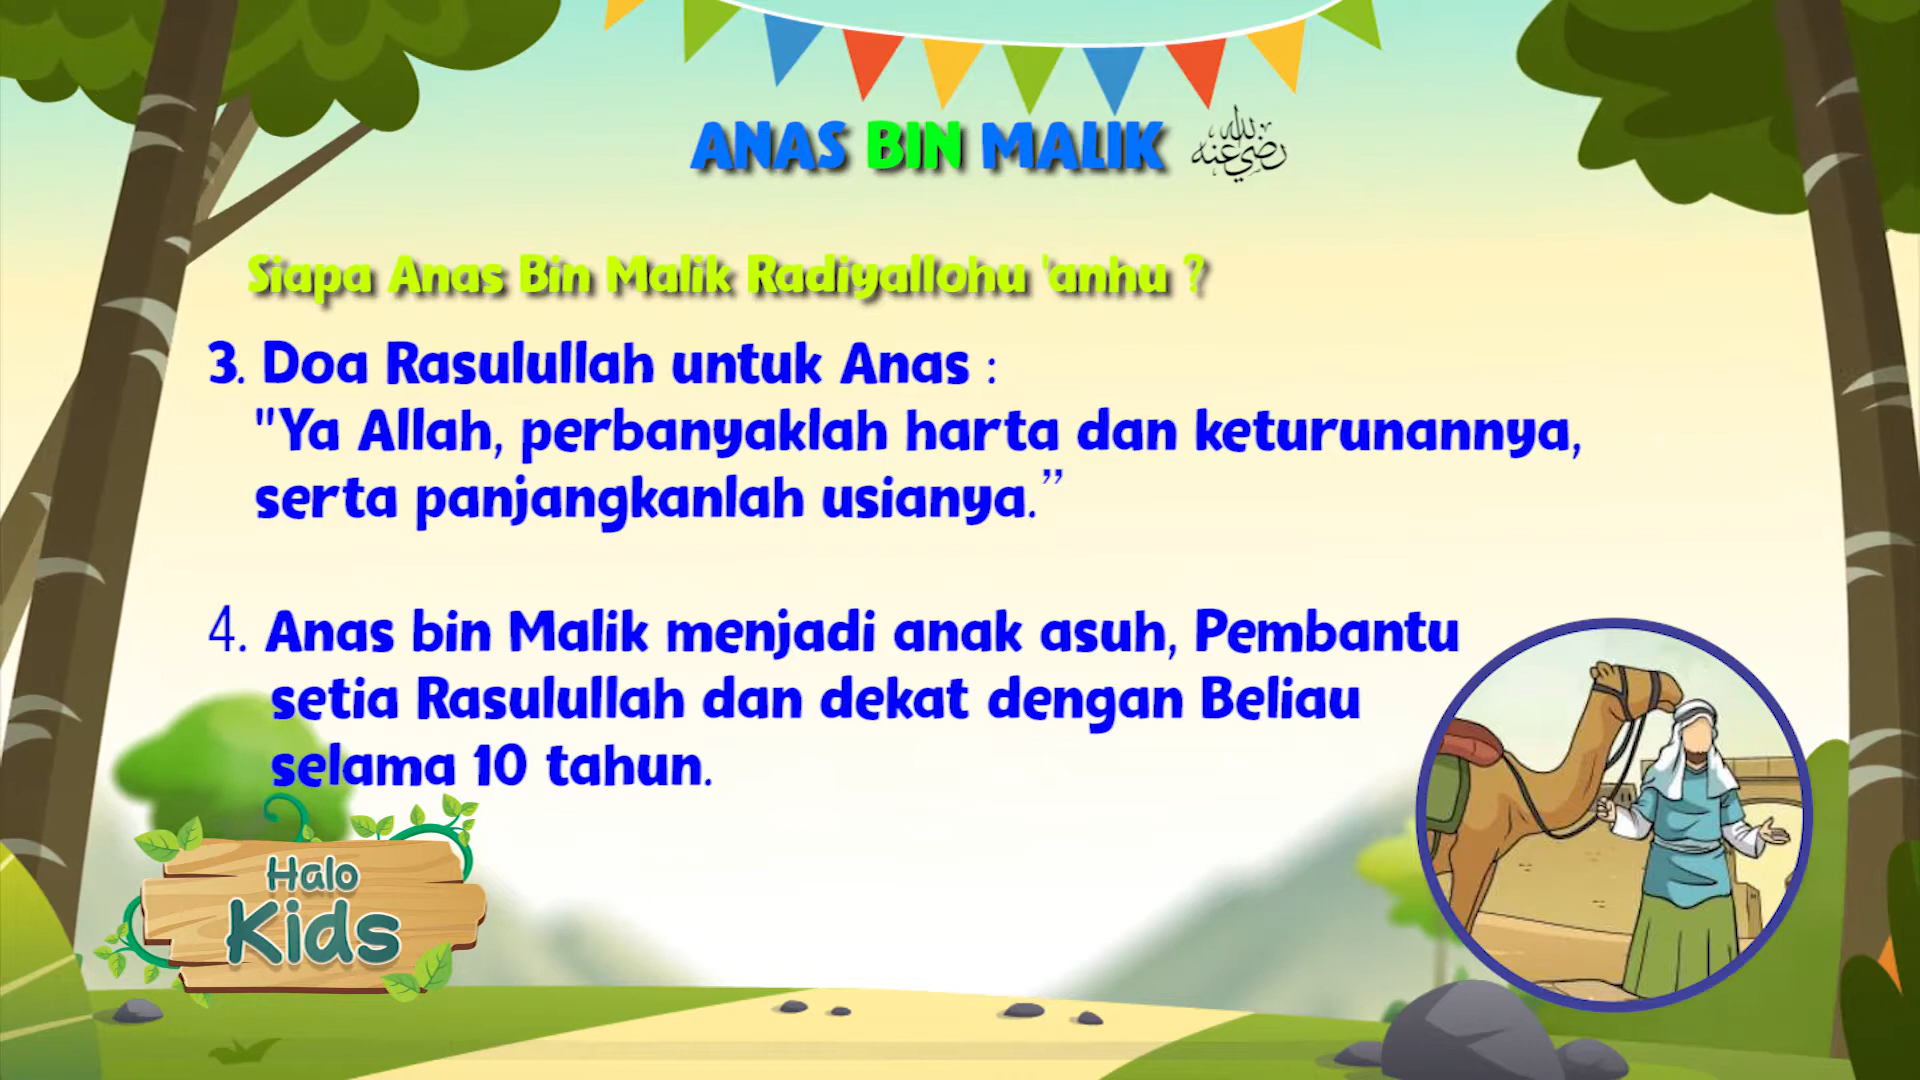 ANAS BIN MALIK رضي الله عنه
Siapa Anas Bin Malik Radiyallohu 'anhu ?
3. Doa Rasulullah untuk Anas :
"Ya Allah, perbanyaklah harta dan keturunannya,
serta panjangkanlah usianya.”
4. Anas bin Malik menjadi anak asuh, Pembantu
setia Rasulullah dan dekat dengan Beliau
selama 10 tahun.
Halo
Kids